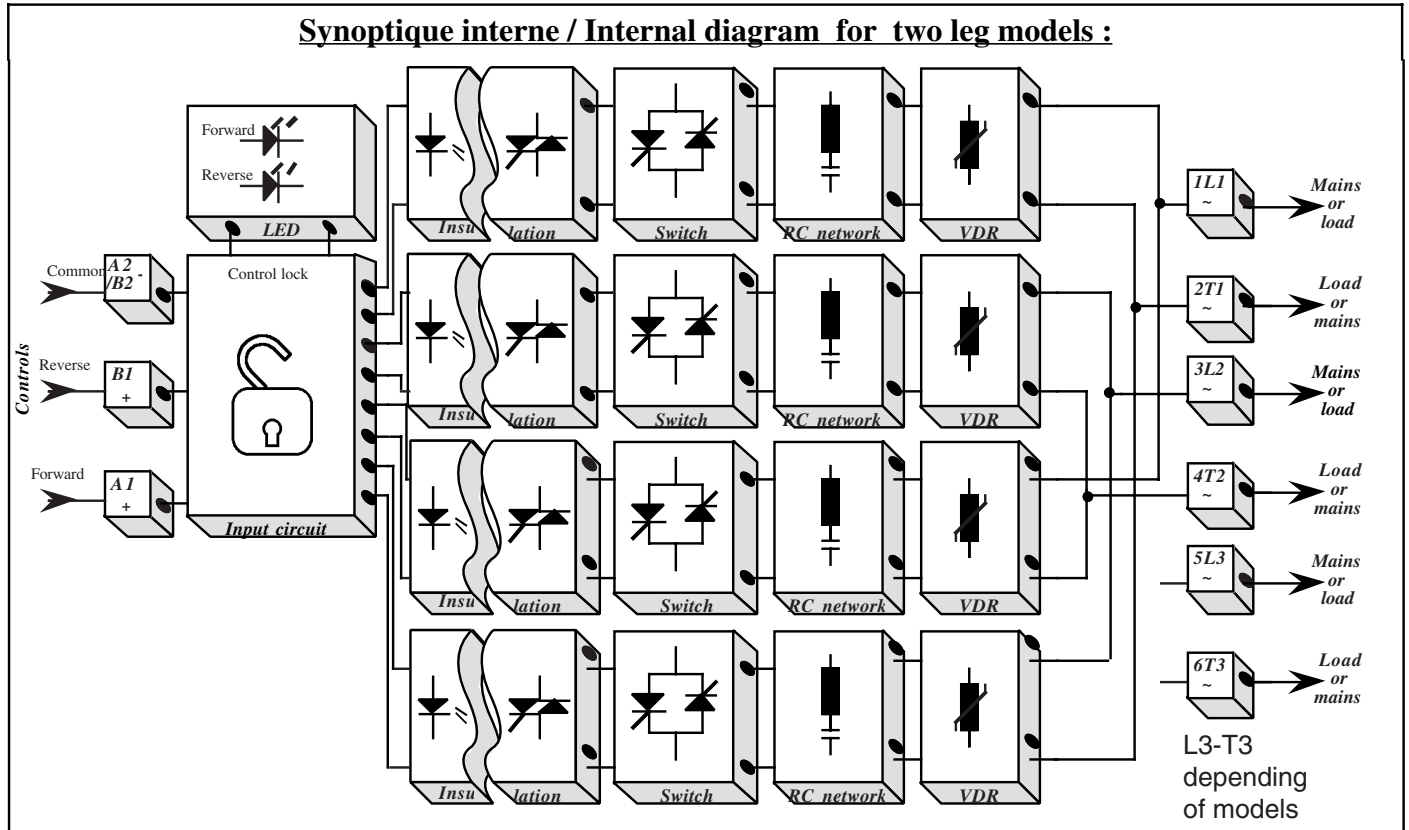 Synoptique interne / Internal diagram for two leg models :
Forward
Reverse
LED
Common
A2
/B2 -
Control lock
Controls
Reverse
B1
+
Forward
A1
+
Input circuit
Insu lation
Switch
RC network
VDR
Insu lation
Switch
RC network
VDR
Insu lation
Switch
RC network
VDR
Insu lation
Switch
RC network
VDR
1L1
~
Mains
or
load
2T1
~
Load
or
mains
3L2
~
Mains
or
load
4T2
~
Load
or
mains
5L3
~
Mains
or
load
6T3
~
Load
or
mains
L3-T3
depending
of models